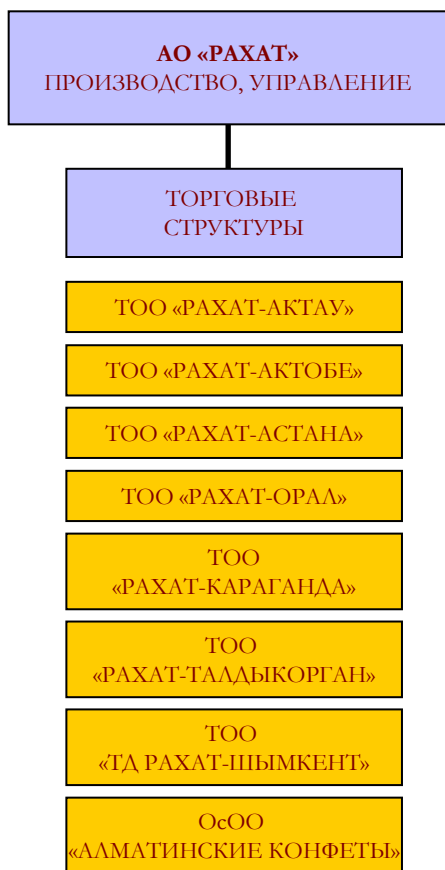 АО «РАХАТ»
ПРОИЗВОДСТВО, УПРАВЛЕНИЕ
ТОРГОВЫЕ
СТРУКТУРЫ
ТОО «РАХАТ-АКТАУ»
ТОО «РАХАТ-АКТОБЕ»
ТОО «РАХАТ-АСТАНА»
ТОО «РАХАТ-ОРАЛ»
ТОО
«РАХАТ-КАРАГАНДА»
ТОО
«РАХАТ-ТАЛДЫКОРГАН»
ТОО
«ТД РАХАТ-ШЫМКЕНТ»
ОсОО
«АЛМАТИНСКИЕ КОНФЕТЫ»